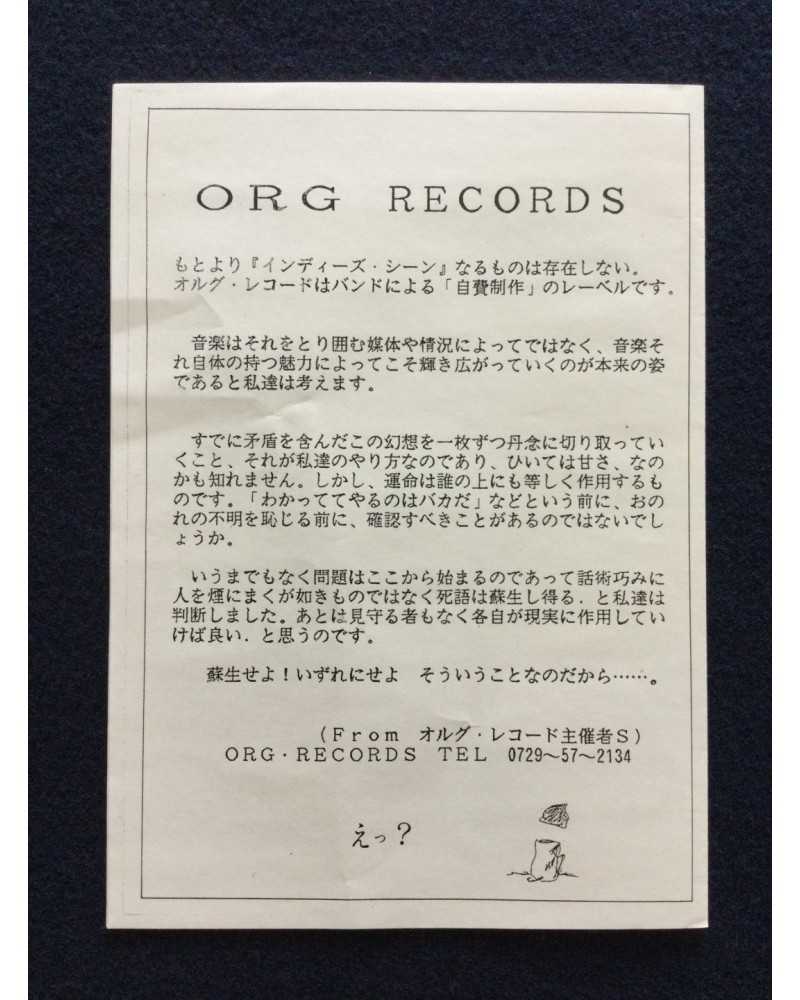 ORG RECORDS
もとより『インディーズ・シーン』なるものは存在しない。
オルグ・レコードはバンドによる「自費制作」のレーベルです。
音楽はそれをとり囲む媒体や情況によってではなく、音楽そ
れ自体の持つ魅力によってこそ輝き広がっていくのが本来の姿
であると私達は考えます。
すでに矛盾を含んだこの幻想を一枚ずつ丹念に切り取ってい
くこと、それが私達のやり方なのであり、ひいては甘さ、なの
かも知れません。しかし、運命は誰の上にも等しく作用するも
のです。「わかっててやるのはバカだ」などという前に、おの
れの不明を恥じる前に、確認すべきことがあるのではないでし
ょうか。
いうまでもなく問題はここから始まるのであって話術巧みに
人を煙にまくが如きものではなく死語は蘇生し得る．と私達は
判断しました。あとは見守る者もなく各自が現実に作用してい
けば良い．と思うのです。
蘇生せよ！いずれにせよ　そういうことなのだから……。
（From　オルグ・レコード主催者S）
ORG・RECORDS　TEL　0729〜57〜2134
えっ？